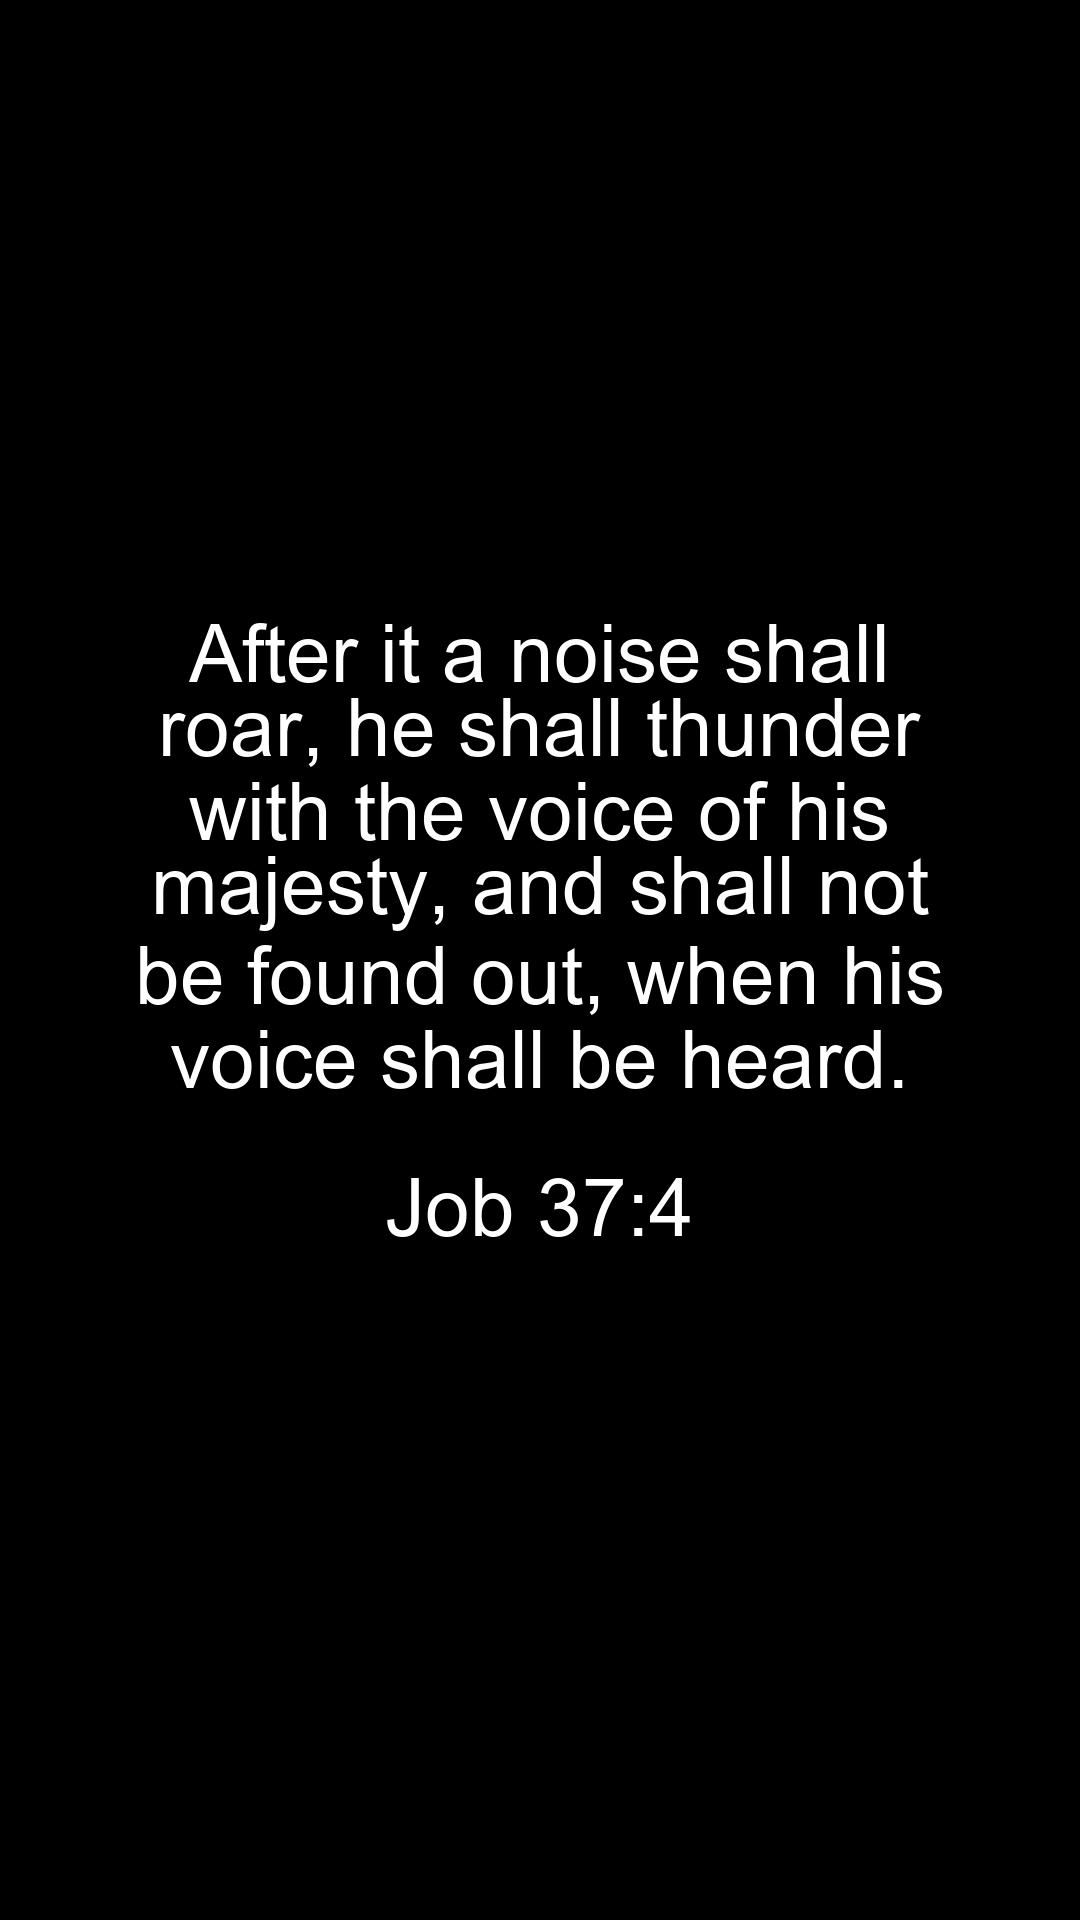 After it a noise shall
roar, he shall thunder
with the voice of his
majesty, and shall not
be found out, when his
voice shall be heard.
Job 37:4